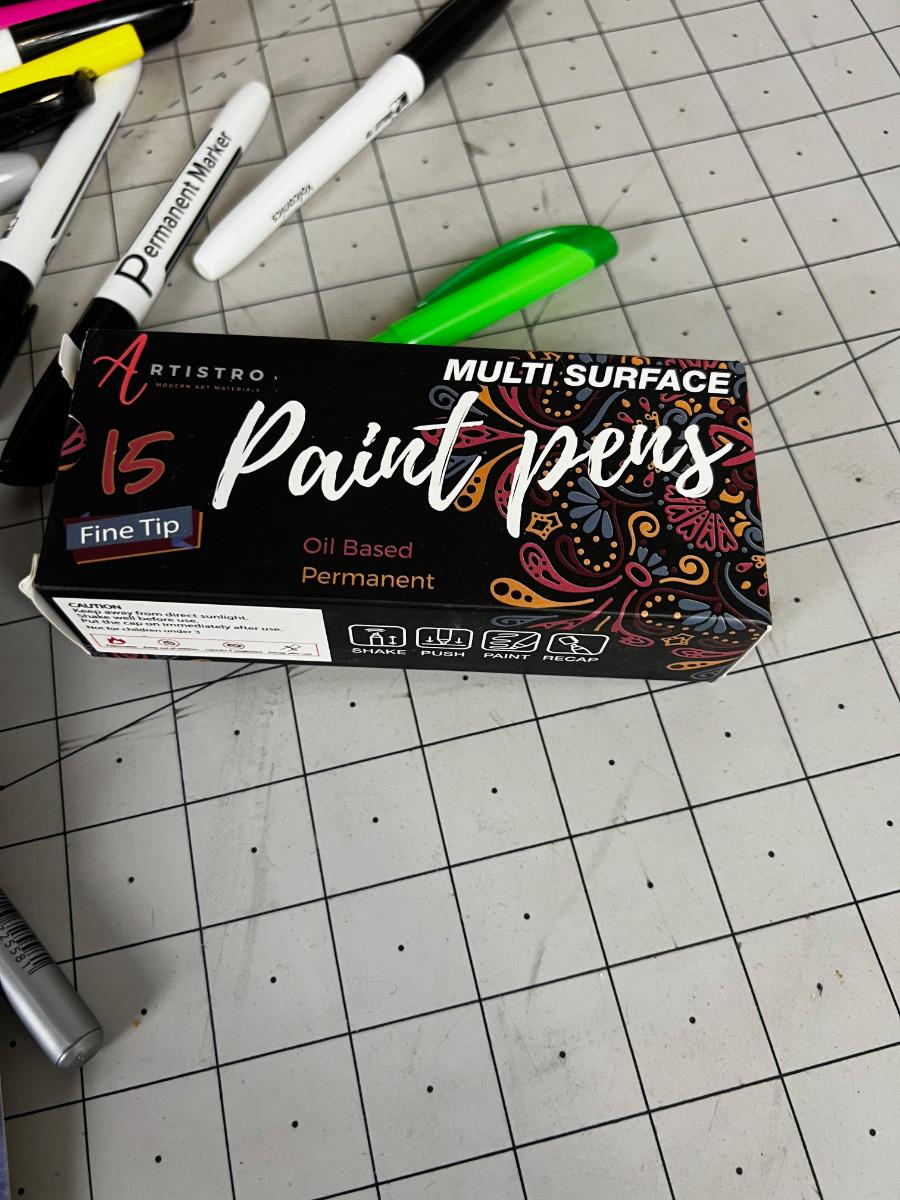 Permanent Marker
Volcanics
ARTISTRO
MODERN ART MATERIALS
MULTI SURFACE
15
Paint pens
Fine Tip
Oil Based
Permanent
CAUTION
Keep away from direct sunlight.
Shake well before use.
Put the cap on immediately after use.
Not for children under 3
SHAKE PUSH PAINT RECAP